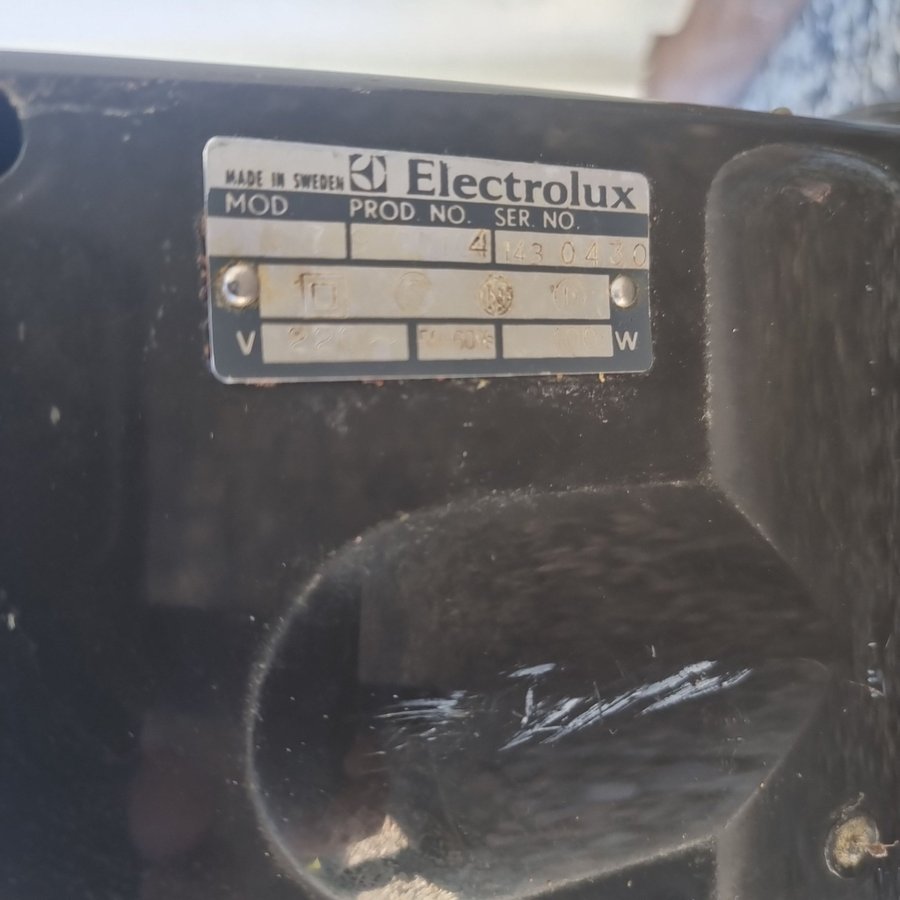 MADE IN SWEDEN Electrolux
MOD. PROD. NO. SER. NO.
4 143 0430
V W